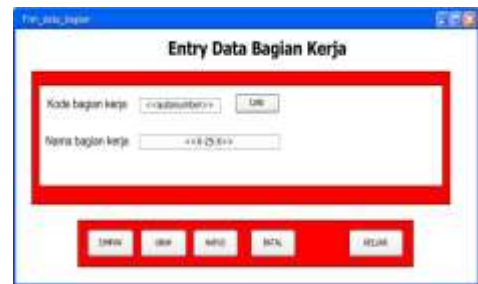 Frm_data_bagian
Entry Data Bagian Kerja
Kode bagian kerja <<autonumber>> CARI
Nama bagian kerja
SIMPAN UBAH HAPUS BATAL KELUAR